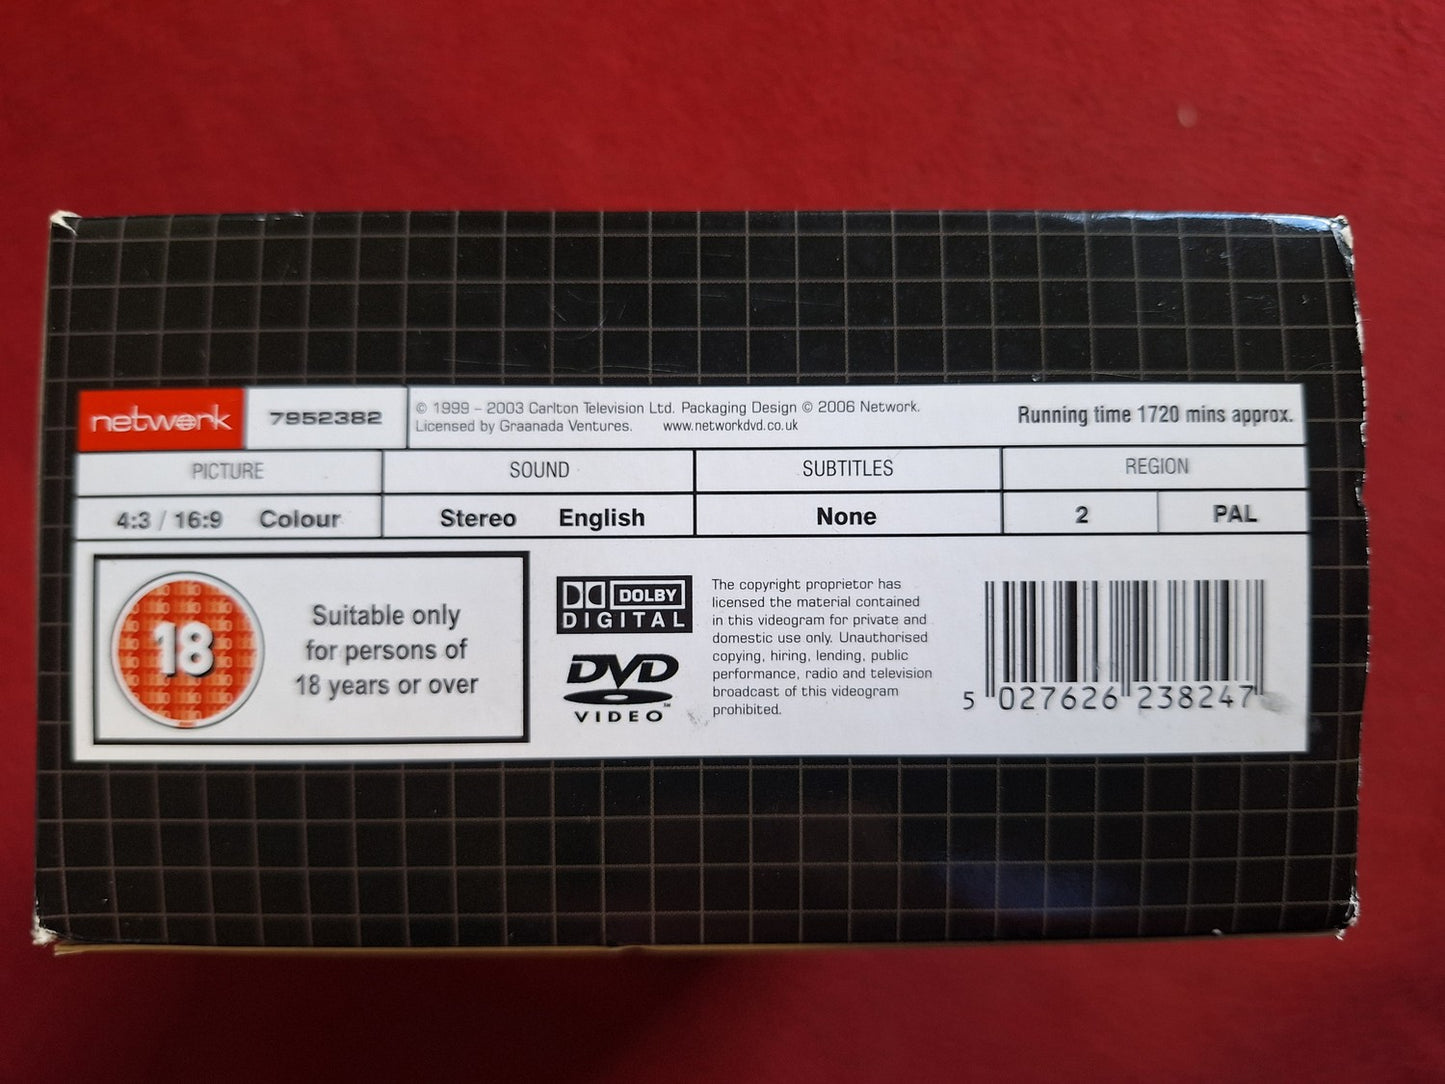 network
7952382
© 1999 – 2003 Carlton Television Ltd. Packaging Design © 2006 Network.
Licensed by Graanada Ventures. www.networkdvd.co.uk
Running time 1720 mins approx.
PICTURE
SOUND
SUBTITLES
REGION
4:3 / 16:9 Colour
Stereo English
None
2
PAL
18
Suitable only
for persons of
18 years or over
DOLBY
DIGITAL
DVD
VIDEO
TM
The copyright proprietor has
licensed the material contained
in this videogram for private and
domestic use only. Unauthorised
copying, hiring, lending, public
performance, radio and television
broadcast of this videogram
prohibited.
5 027626 238247